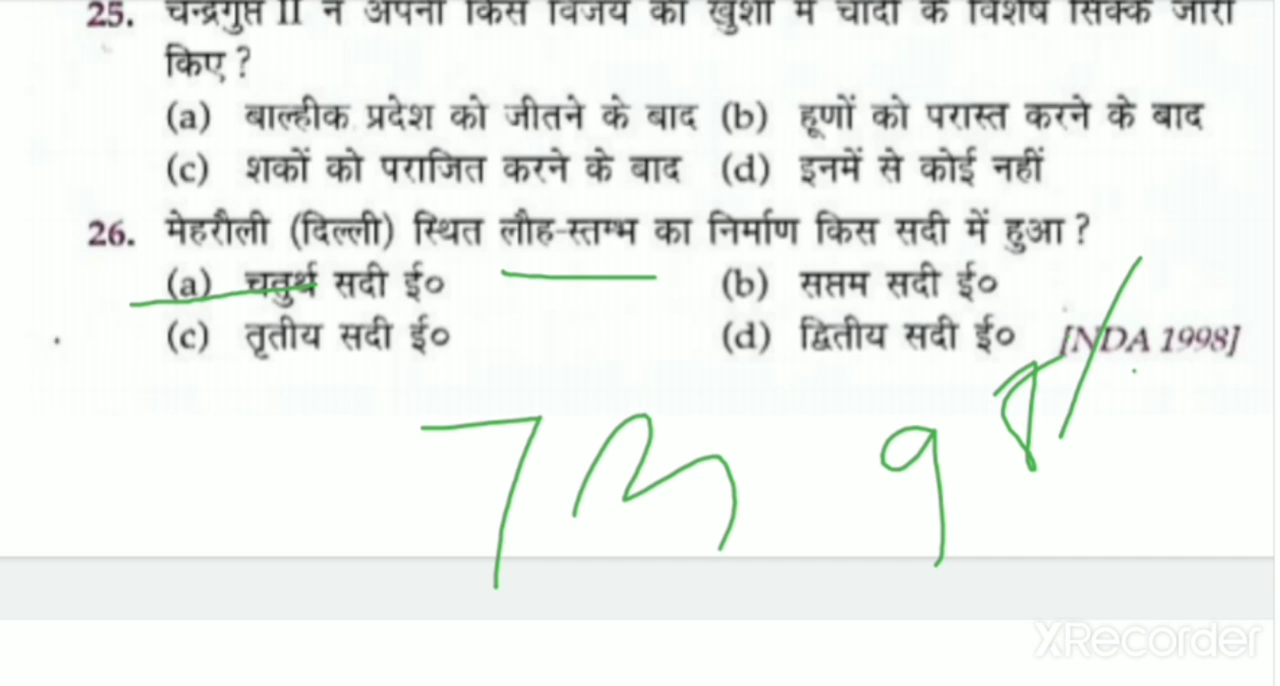 25. चन्द्रगुप्त II ने अपनी किस विजय की खुशी में चाँदी के विशेष सिक्के जारी
किए ?
(a) बाल्हीक प्रदेश को जीतने के बाद (b) हूणों को परास्त करने के बाद
(c) शकों को पराजित करने के बाद (d) इनमें से कोई नहीं
26. मेहरौली (दिल्ली) स्थित लौह-स्तम्भ का निर्माण किस सदी में हुआ ?
(a) चतुर्थ सदी ई० (b) सप्तम सदी ई०
(c) तृतीय सदी ई० (d) द्वितीय सदी ई० [NDA 1998]
XRecorder